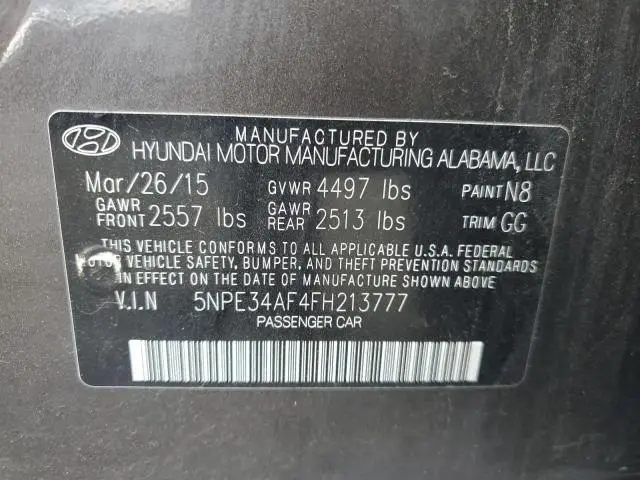 MANUFACTURED BY
HYUNDAI MOTOR MANUFACTURING ALABAMA, LLC
Mar/26/15 GVWR 4497 lbs PAINT N8
GAWR FRONT 2557 lbs GAWR REAR 2513 lbs TRIM GG
THIS VEHICLE CONFORMS TO ALL APPLICABLE U.S.A. FEDERAL
MOTOR VEHICLE SAFETY, BUMPER, AND THEFT PREVENTION STANDARDS
IN EFFECT ON THE DATE OF MANUFACTURE SHOWN ABOVE
V.I.N 5NPE34AF4FH213777
PASSENGER CAR